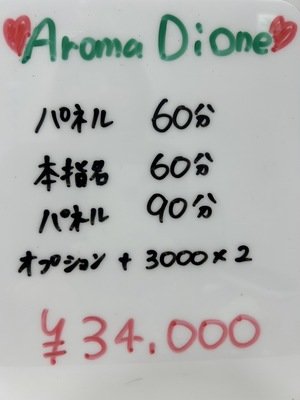 Aroma Dione
パネル 60分
本指名 60分
パネル 90分
オプション + 3000×2
¥34.000